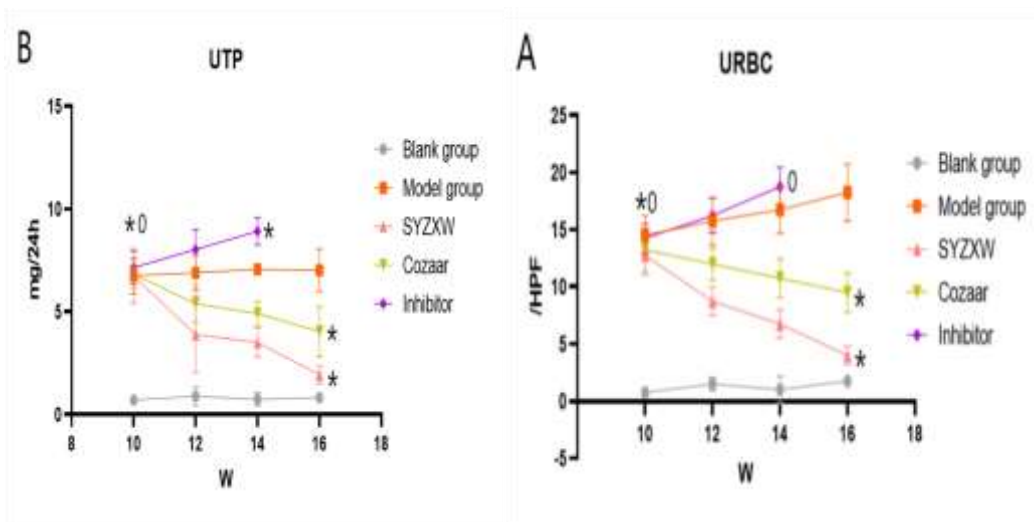 B
UTP
15
10
5
0
mg/24h
8
10
12
14
16
18
W
*0
*
*
*
Blank group
Model group
SYZXW
Cozaar
Inhibitor
A
URBC
25
20
15
10
5
0
-5
/HPF
10
12
14
16
18
W
*0
0
*
*
Blank group
Model group
SYZXW
Cozaar
Inhibitor